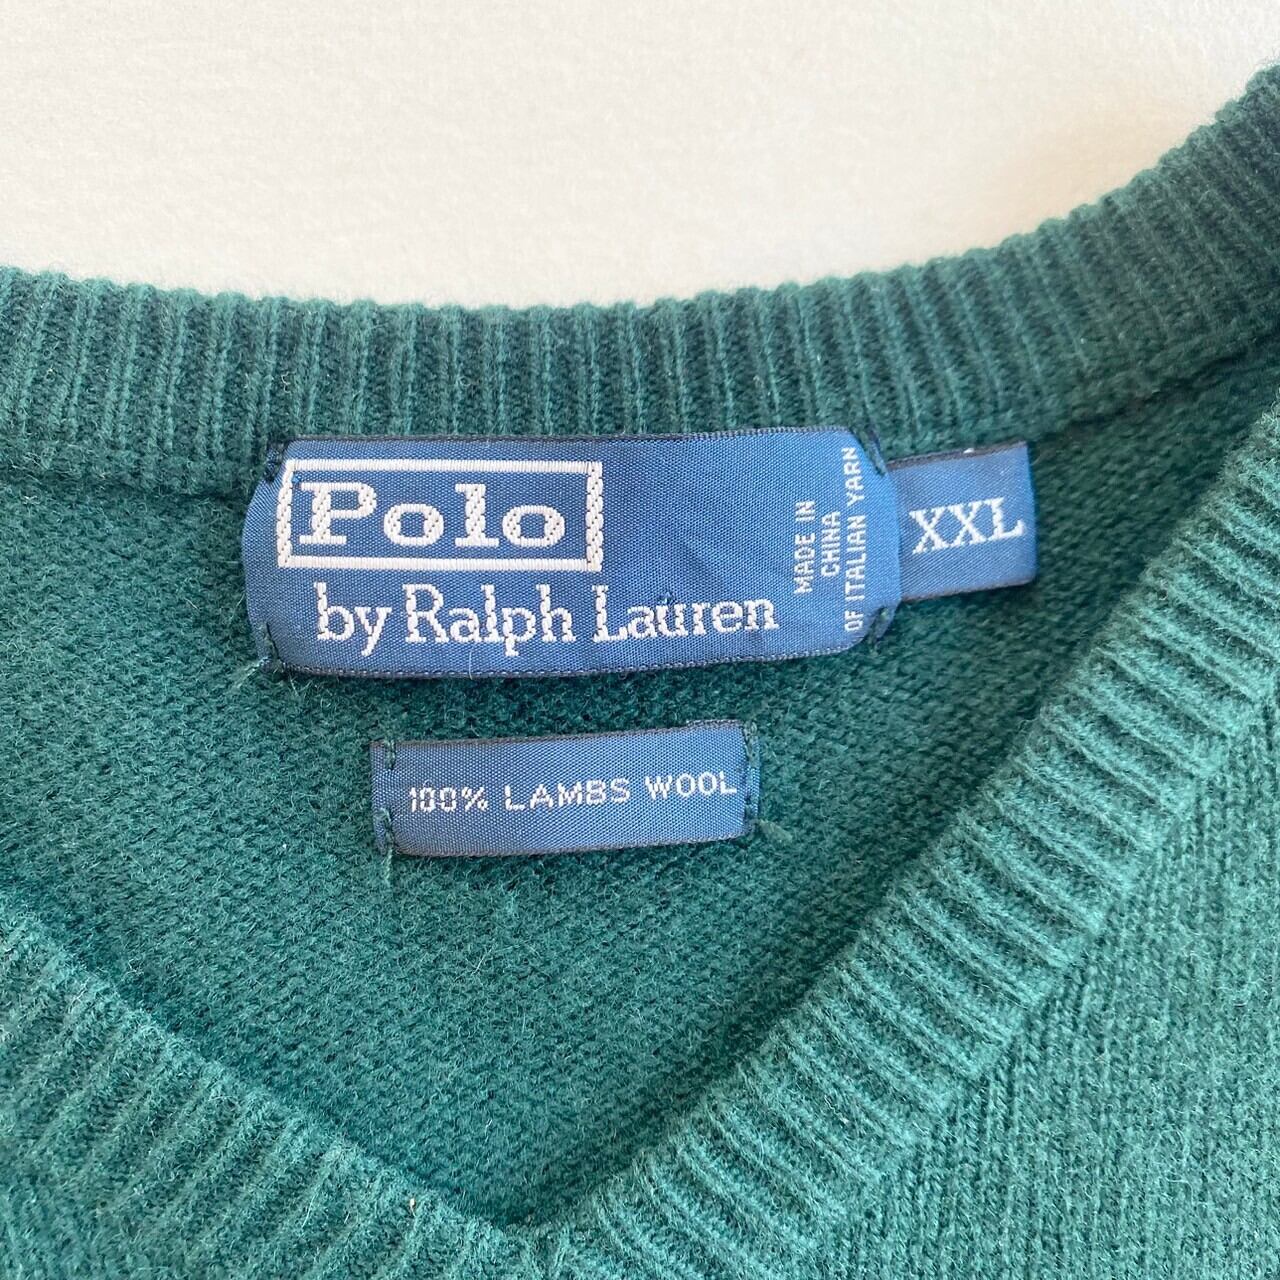 Polo
by Ralph Lauren
MADE IN
CHINA
OF ITALIAN YARN
XXL
100% LAMBS WOOL